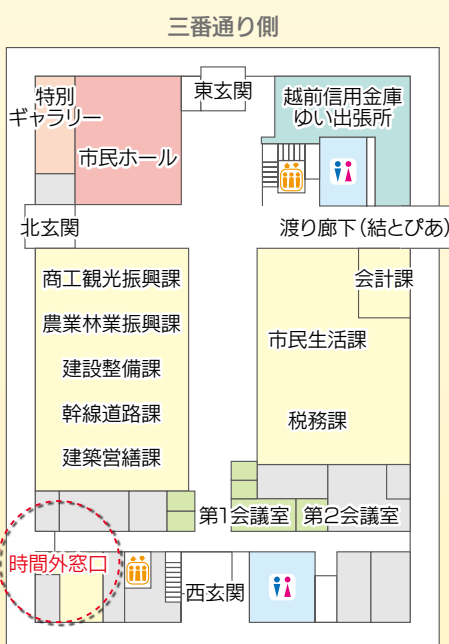 三番通り側
特別
ギャラリー
市民ホール
東玄関
越前信用金庫
ゆい出張所
北玄関
渡り廊下(結とぴあ)
商工観光振興課
農業林業振興課
建設整備課
幹線道路課
建築営繕課
会計課
市民生活課
税務課
第1会議室
第2会議室
時間外窓口
西玄関